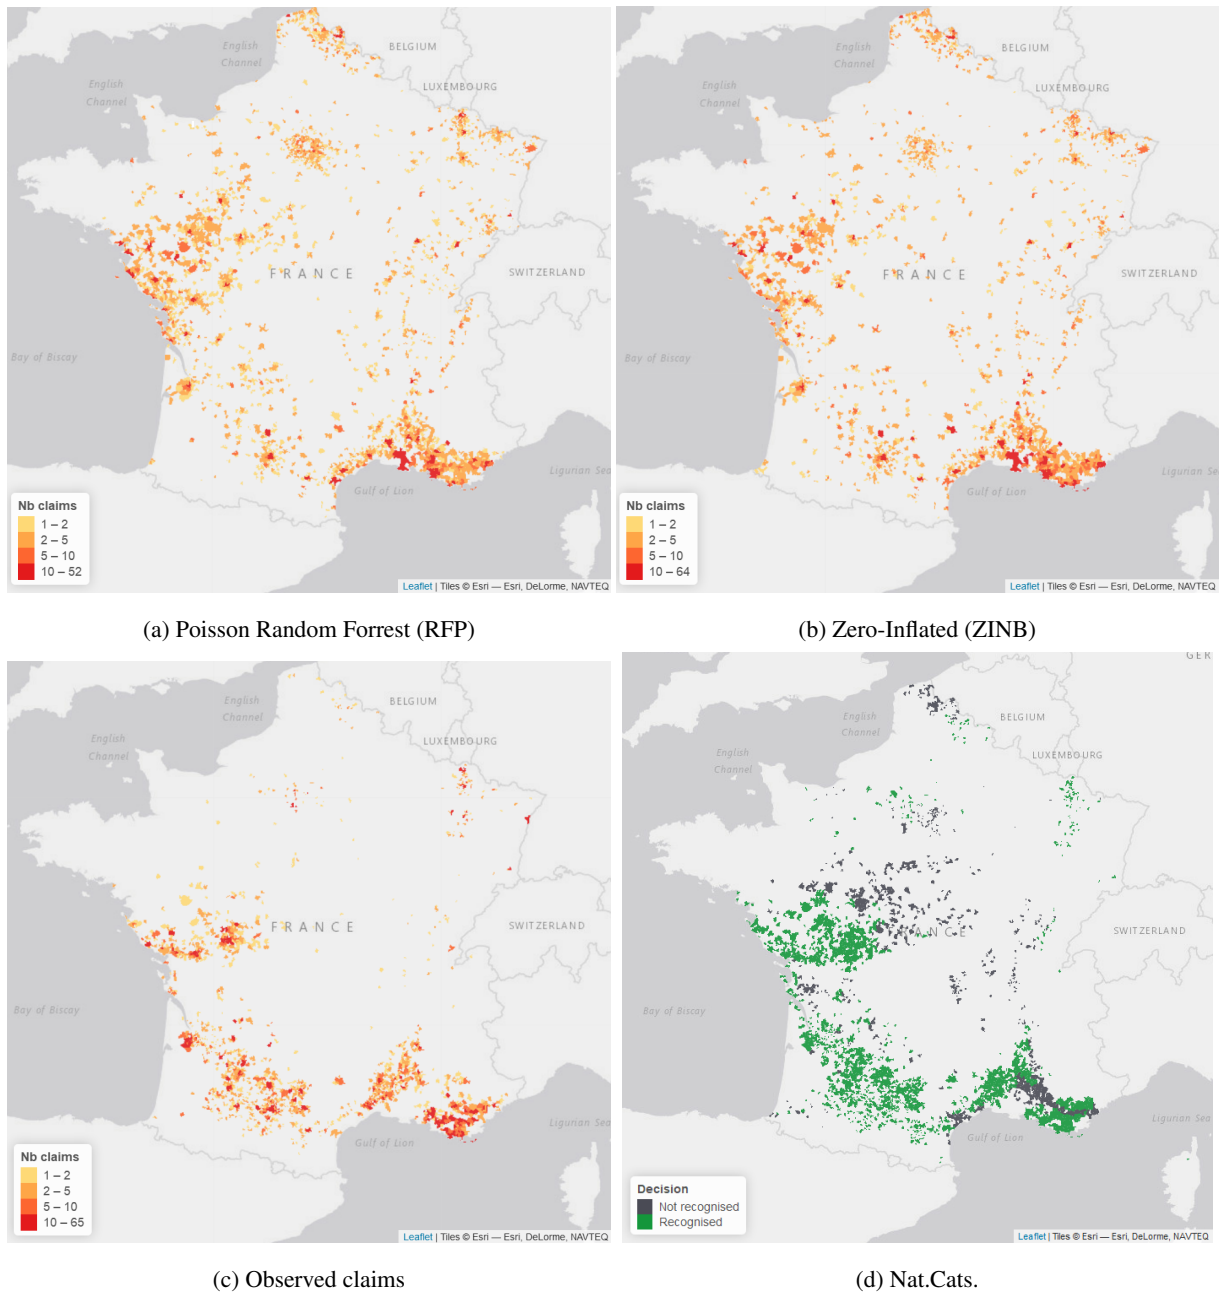 English
Channel
BELGIUM
English
Channel
LUXEMBOURG
FRANCE
SWITZERLAND
Bay of Biscay
Ligurian Sea
Gulf of Lion
Nb claims
1 – 2
2 – 5
5 – 10
10 – 52
Leaflet | Tiles © Esri — Esri, DeLorme, NAVTEQ
(a) Poisson Random Forrest (RFP)
English
Channel
BELGIUM
English
Channel
LUXEMBOURG
FRANCE
SWITZERLAND
Bay of Biscay
Ligurian Se
Gulf of Lion
Nb claims
1 – 2
2 – 5
5 – 10
10 – 64
Leaflet | Tiles © Esri — Esri, DeLorme, NAVTEQ
(b) Zero-Inflated (ZINB)
English
Channel
BELGIUM
English
Channel
LUXEMBOURG
FRANCE
SWITZERLAND
Bay of Biscay
Ligurian Sea
Gulf of Lion
Nb claims
1 – 2
2 – 5
5 – 10
10 – 65
Leaflet | Tiles © Esri — Esri, DeLorme, NAVTEQ
(c) Observed claims
GER
English
Channel
BELGIUM
English
Channel
LUXEMBOURG
ANCE
SWITZERLAND
Bay of Biscay
Ligurian Sea
Gulf of Lion
Decision
Not recognised
Recognised
Leaflet | Tiles © Esri — Esri, DeLorme, NAVTEQ
(d) Nat.Cats.